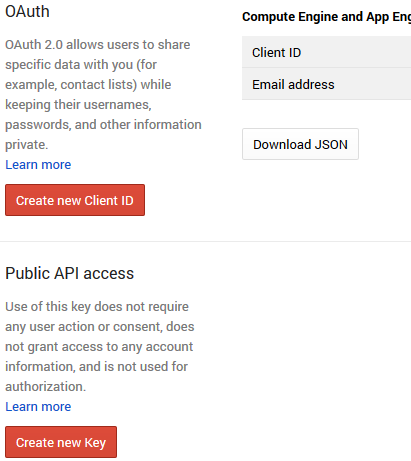 OAuth
OAuth 2.0 allows users to share
specific data with you (for
example, contact lists) while
keeping their usernames,
passwords, and other information
private.
Learn more
Create new Client ID
Compute Engine and App Eng
Client ID
Email address
Download JSON
Public API access
Use of this key does not require
any user action or consent, does
not grant access to any account
information, and is not used for
authorization.
Learn more
Create new Key